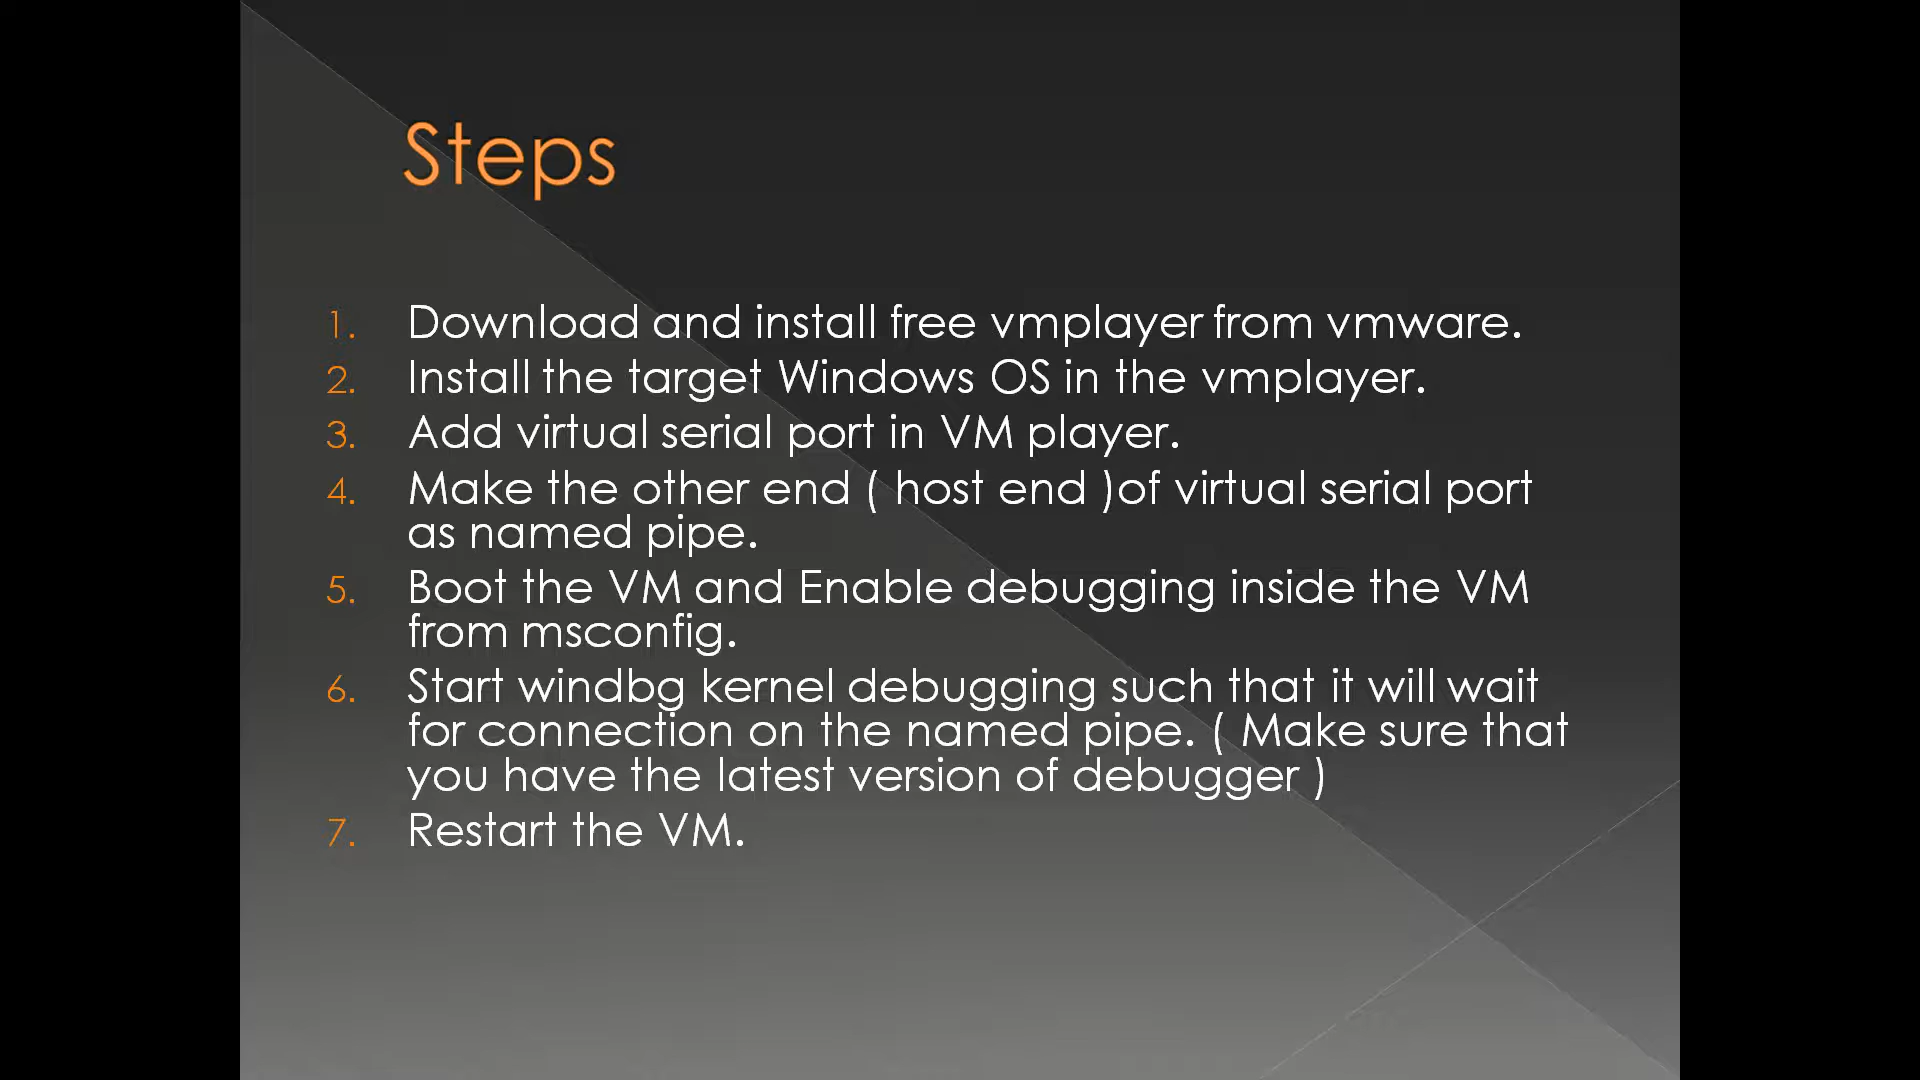 Steps
1. Download and install free vmplayer from vmware.
2. Install the target Windows OS in the vmplayer.
3. Add virtual serial port in VM player.
4. Make the other end ( host end )of virtual serial port
as named pipe.
5. Boot the VM and Enable debugging inside the VM
from msconfig.
6. Start windbg kernel debugging such that it will wait
for connection on the named pipe. ( Make sure that
you have the latest version of debugger )
7. Restart the VM.